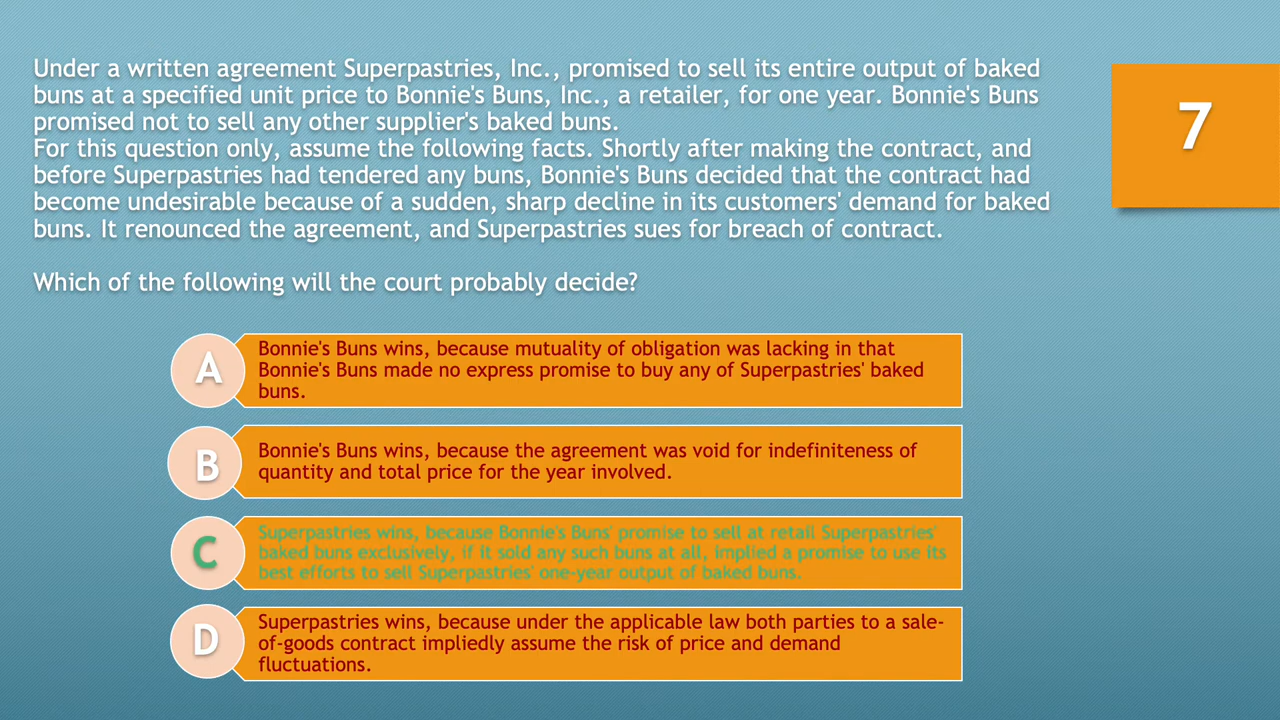 Under a written agreement Superpastries, Inc., promised to sell its entire output of baked
buns at a specified unit price to Bonnie's Buns, Inc., a retailer, for one year. Bonnie's Buns
promised not to sell any other supplier's baked buns.
For this question only, assume the following facts. Shortly after making the contract, and
before Superpastries had tendered any buns, Bonnie's Buns decided that the contract had
become undesirable because of a sudden, sharp decline in its customers' demand for baked
buns. It renounced the agreement, and Superpastries sues for breach of contract.
Which of the following will the court probably decide?
7
A
Bonnie's Buns wins, because mutuality of obligation was lacking in that
Bonnie's Buns made no express promise to buy any of Superpastries' baked
buns.
B
Bonnie's Buns wins, because the agreement was void for indefiniteness of
quantity and total price for the year involved.
C
Superpastries wins, because Bonnie's Buns' promise to sell at retail Superpastries'
baked buns exclusively, if it sold any such buns at all, implied a promise to use its
best efforts to sell Superpastries' one-year output of baked buns.
D
Superpastries wins, because under the applicable law both parties to a sale-
of-goods contract impliedly assume the risk of price and demand
fluctuations.